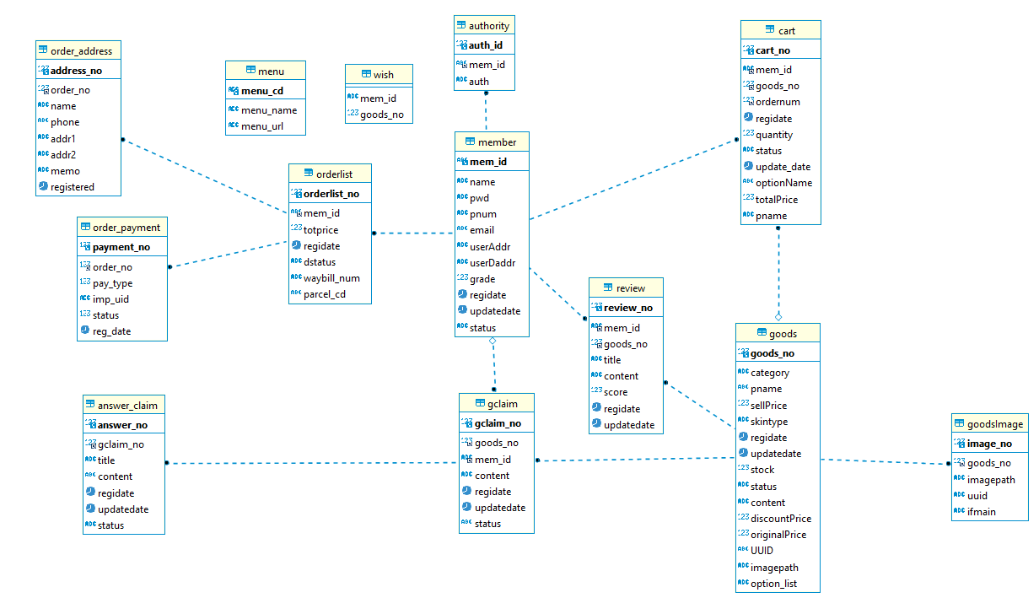 order_address
address_no
order_no
name
phone
addr1
addr2
memo
registered
menu
menu_cd
menu_name
menu_url
wish
mem_id
goods_no
authority
auth_id
mem_id
auth
cart
cart_no
mem_id
goods_no
ordernum
regidate
quantity
status
update_date
optionName
totalPrice
pname
member
mem_id
name
pwd
pnum
email
userAddr
userDaddr
grade
regidate
updatedate
status
orderlist
orderlist_no
mem_id
totprice
regidate
dstatus
waybill_num
parcel_cd
order_payment
payment_no
order_no
pay_type
imp_uid
status
reg_date
review
review_no
mem_id
goods_no
title
content
score
regidate
updatedate
goods
goods_no
category
pname
sellPrice
skintype
regidate
updatedate
stock
status
content
discountPrice
originalPrice
UUID
imagepath
option_list
answer_claim
answer_no
gclaim_no
title
content
regidate
updatedate
status
gclaim
gclaim_no
goods_no
mem_id
content
regidate
updatedate
status
goodsImage
image_no
goods_no
imagepath
uuid
ifmain